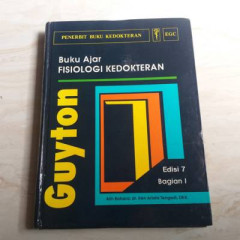 PENERBIT BUKU KEDOKTERAN
EGC
Buku Ajar
FISIOLOGI KEDOKTERAN
Guyton
Edisi 7
Bagian I